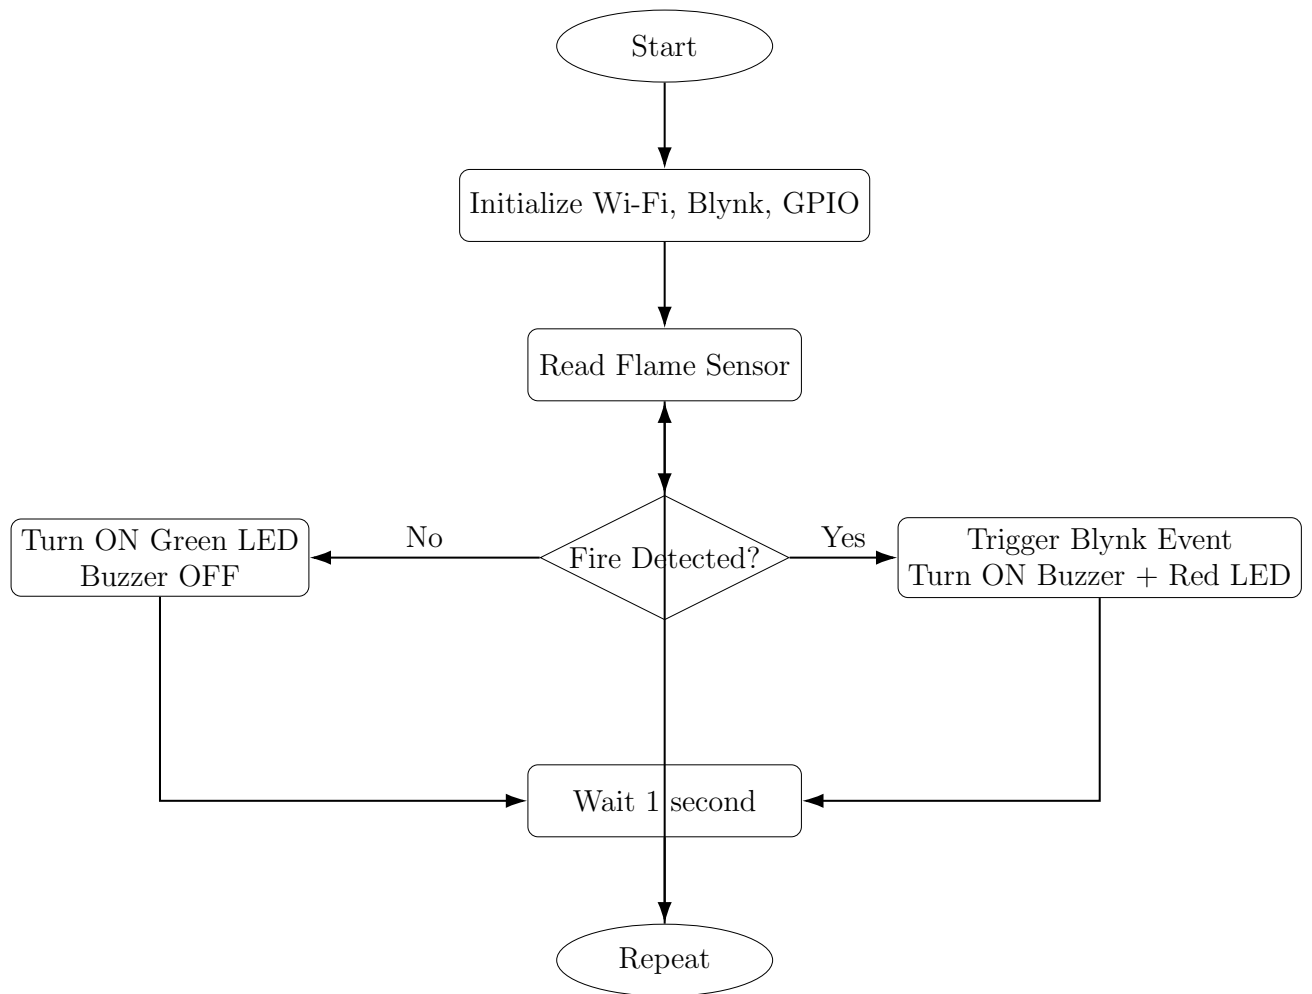 Start
Initialize Wi-Fi, Blynk, GPIO
Read Flame Sensor
No
Yes
Turn ON Green LED
Buzzer OFF
Fire Detected?
Trigger Blynk Event
Turn ON Buzzer + Red LED
Wait 1 second
Repeat